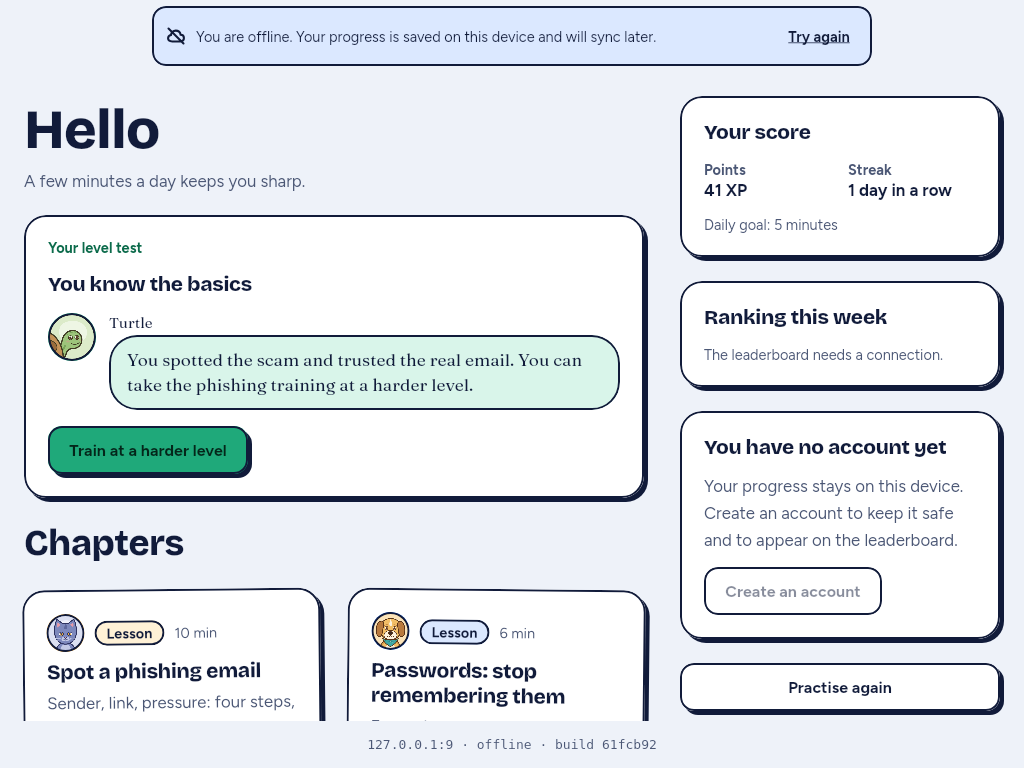 You are offline. Your progress is saved on this device and will sync later.
Try again
Hello
A few minutes a day keeps you sharp.
Your level test
You know the basics
Turtle
You spotted the scam and trusted the real email. You can
take the phishing training at a harder level.
Train at a harder level
Chapters
Lesson
10 min
Spot a phishing email
Sender, link, pressure: four steps,
Lesson
6 min
Passwords: stop
remembering them
Your score
Points
41 XP
Streak
1 day in a row
Daily goal: 5 minutes
Ranking this week
The leaderboard needs a connection.
You have no account yet
Your progress stays on this device.
Create an account to keep it safe
and to appear on the leaderboard.
Create an account
Practise again
127.0.0.1:9 · offline · build 61fcb92